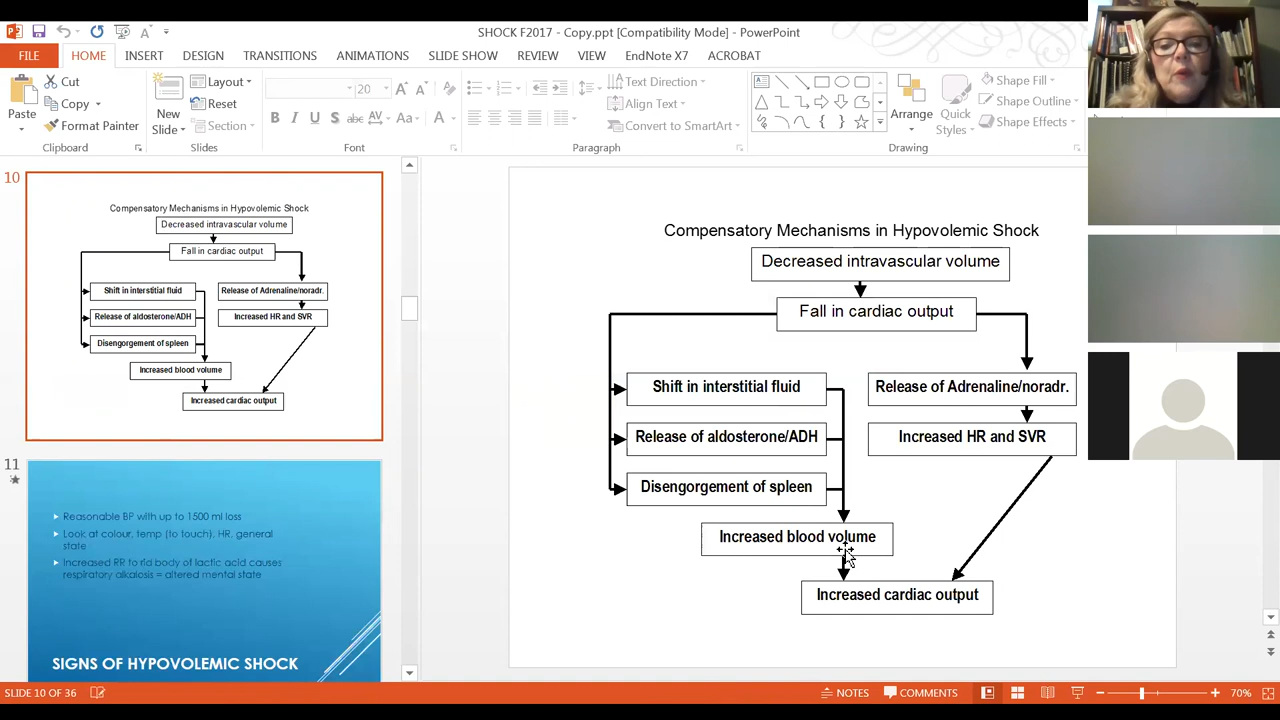 SHOCK F2017 - Copy.ppt [Compatibility Mode] - PowerPoint
FILE HOME INSERT DESIGN TRANSITIONS ANIMATIONS SLIDE SHOW REVIEW VIEW EndNote X7 ACROBAT
Paste
Cut
Copy
Format Painter
Clipboard
New
Slide
Layout
Reset
Section
Slides
20
B I U S abc AV Aa A
Font
Text Direction
Align Text
Convert to SmartArt
Paragraph
Arrange
Quick
Styles
Shape Fill
Shape Outline
Shape Effects
Drawing
10
Compensatory Mechanisms in Hypovolemic Shock
Decreased intravascular volume
Fall in cardiac output
Shift in interstitial fluid
Release of Adrenaline/noradr.
Release of aldosterone/ADH
Increased HR and SVR
Disengorgement of spleen
Increased blood volume
Increased cardiac output
11
Reasonable BP with up to 1500 ml loss
Look at colour, temp (to touch), HR, general
state
Increased RR to rid body of lactic acid causes
respiratory alkalosis = altered mental state
SIGNS OF HYPOVOLEMIC SHOCK
Compensatory Mechanisms in Hypovolemic Shock
Decreased intravascular volume
Fall in cardiac output
Shift in interstitial fluid
Release of Adrenaline/noradr.
Release of aldosterone/ADH
Increased HR and SVR
Disengorgement of spleen
Increased blood volume
Increased cardiac output
SLIDE 10 OF 36
NOTES
COMMENTS
70%